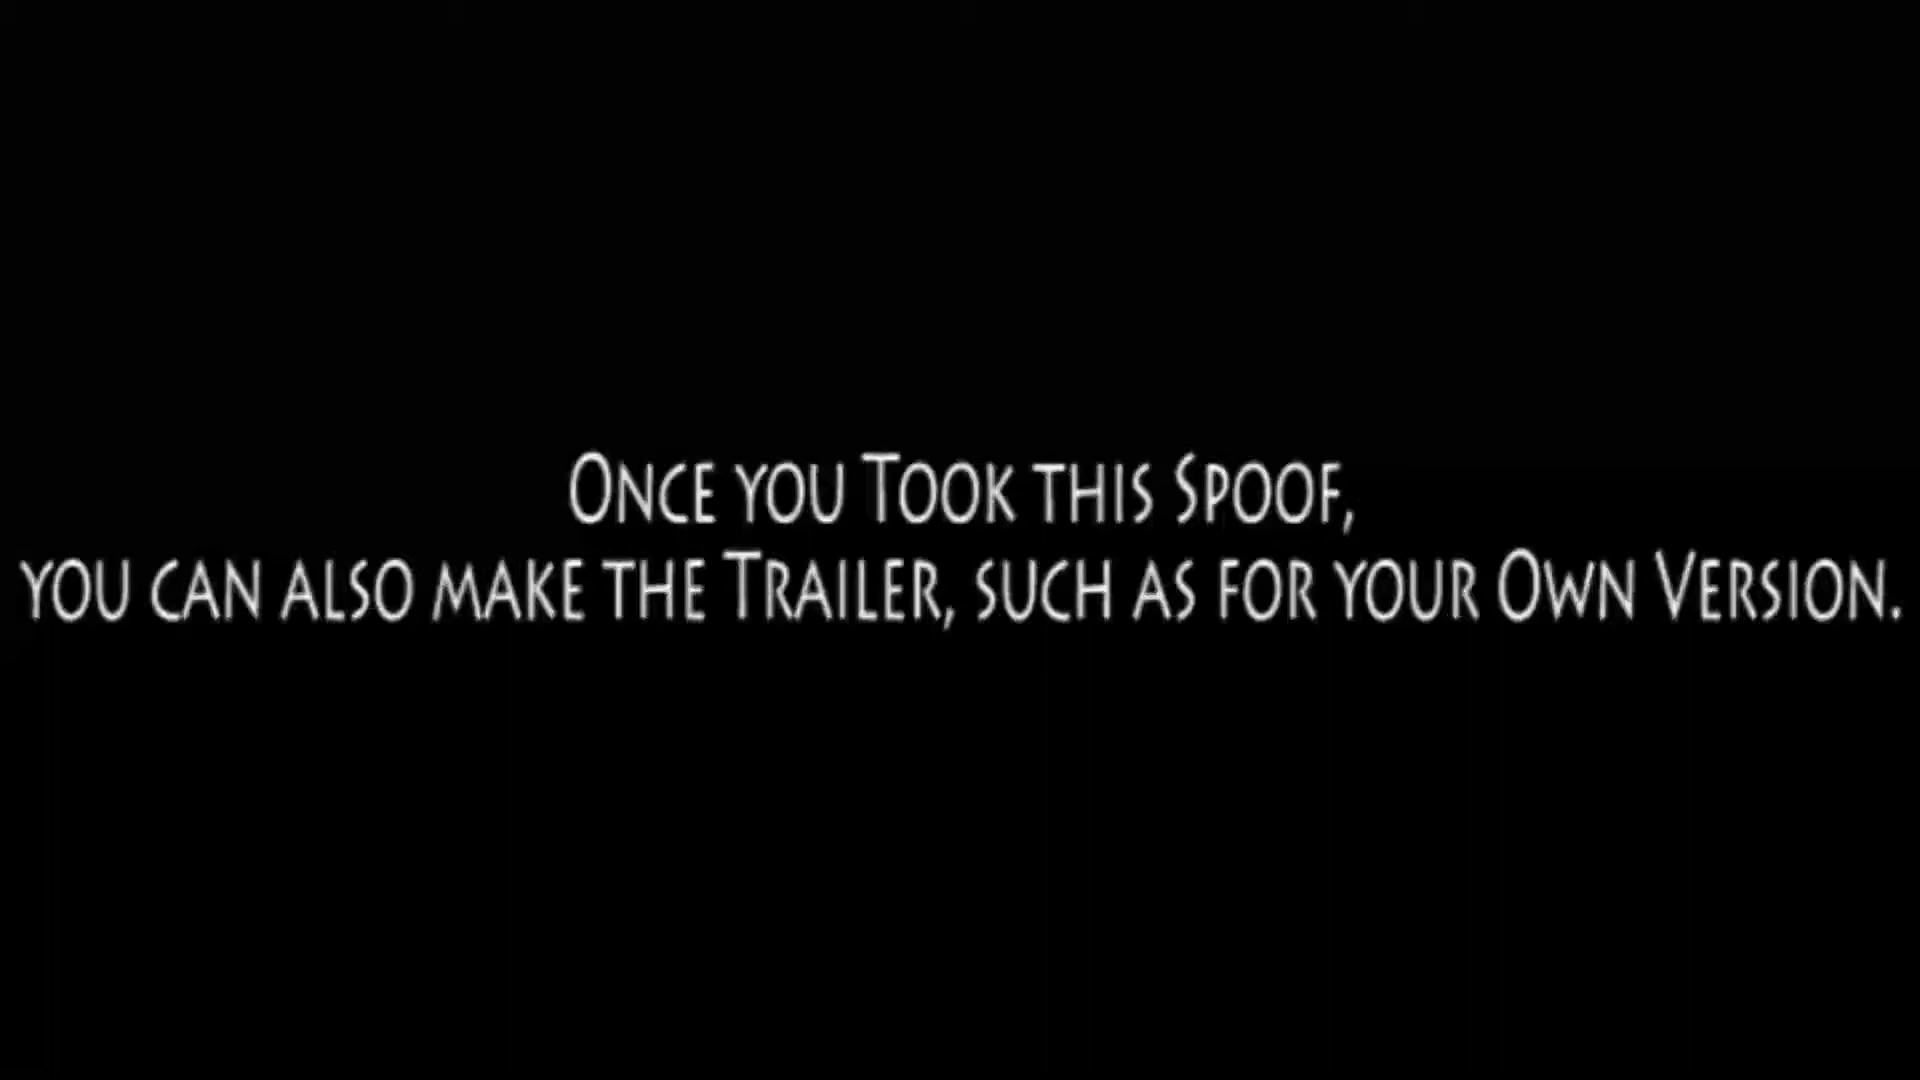 Once you Took this Spoof,
you can also make the Trailer, such as for your Own Version.